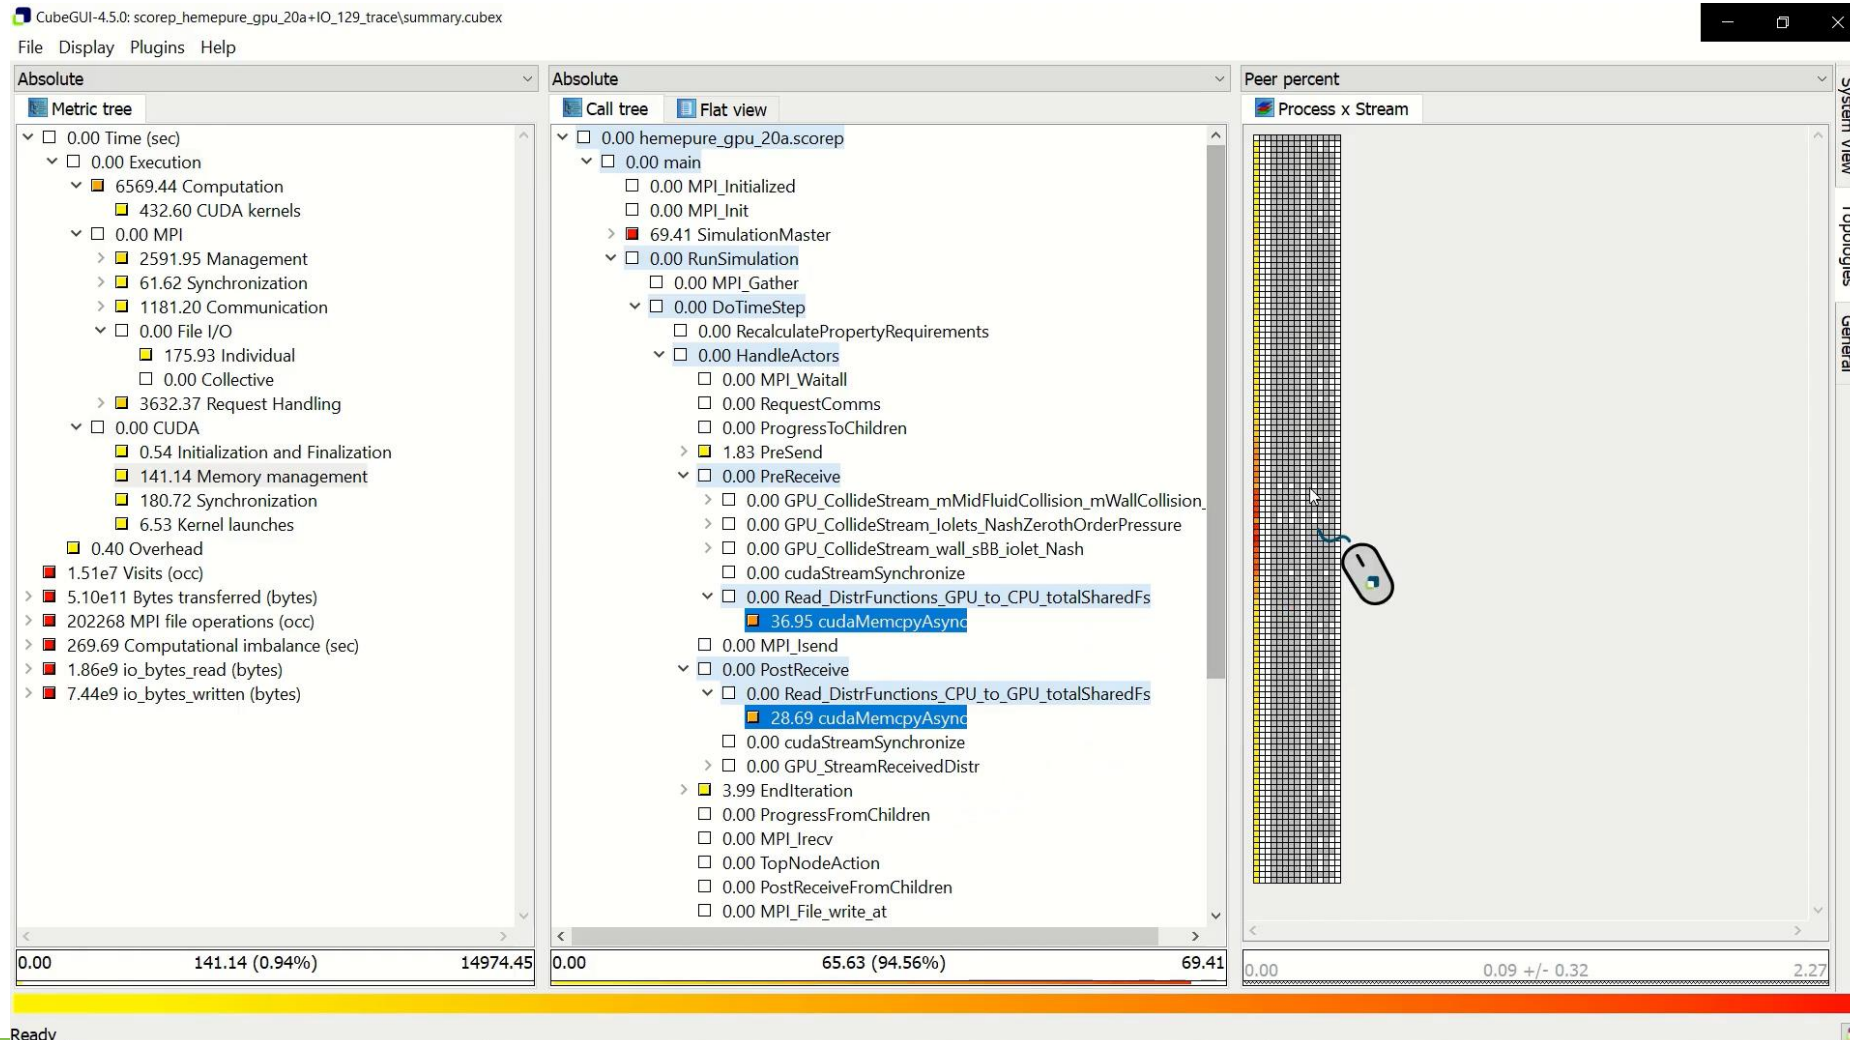 CubeGUI-4.5.0: scorep_hemepure_gpu_20a+IO_129_trace\summary.cubex
File Display Plugins Help
Absolute
Metric tree
0.00 Time (sec)
0.00 Execution
6569.44 Computation
432.60 CUDA kernels
0.00 MPI
2591.95 Management
61.62 Synchronization
1181.20 Communication
0.00 File I/O
175.93 Individual
0.00 Collective
3632.37 Request Handling
0.00 CUDA
0.54 Initialization and Finalization
141.14 Memory management
180.72 Synchronization
6.53 Kernel launches
0.40 Overhead
1.51e7 Visits (occ)
5.10e11 Bytes transferred (bytes)
202268 MPI file operations (occ)
269.69 Computational imbalance (sec)
1.86e9 io_bytes_read (bytes)
7.44e9 io_bytes_written (bytes)
0.00 141.14 (0.94%) 14974.45
Absolute
Call tree Flat view
0.00 hemepure_gpu_20a.scorep
0.00 main
0.00 MPI_Initialized
0.00 MPI_Init
69.41 SimulationMaster
0.00 RunSimulation
0.00 MPI_Gather
0.00 DoTimeStep
0.00 RecalculatePropertyRequirements
0.00 HandleActors
0.00 MPI_Waitall
0.00 RequestComms
0.00 ProgressToChildren
1.83 PreSend
0.00 PreReceive
0.00 GPU_CollideStream_mMidFluidCollision_mWallCollision_
0.00 GPU_CollideStream_Iolets_NashZerothOrderPressure
0.00 GPU_CollideStream_wall_sBB_iolet_Nash
0.00 cudaStreamSynchronize
0.00 Read_DistrFunctions_GPU_to_CPU_totalSharedFs
36.95 cudaMemcpyAsync
0.00 MPI_Isend
0.00 PostReceive
0.00 Read_DistrFunctions_CPU_to_GPU_totalSharedFs
28.69 cudaMemcpyAsync
0.00 cudaStreamSynchronize
0.00 GPU_StreamReceivedDistr
3.99 EndIteration
0.00 ProgressFromChildren
0.00 MPI_Irecv
0.00 TopNodeAction
0.00 PostReceiveFromChildren
0.00 MPI_File_write_at
0.00 65.63 (94.56%) 69.41
Peer percent
Process x Stream
0.00 0.09 +/- 0.32 2.27
System View
Topologies
General
Ready